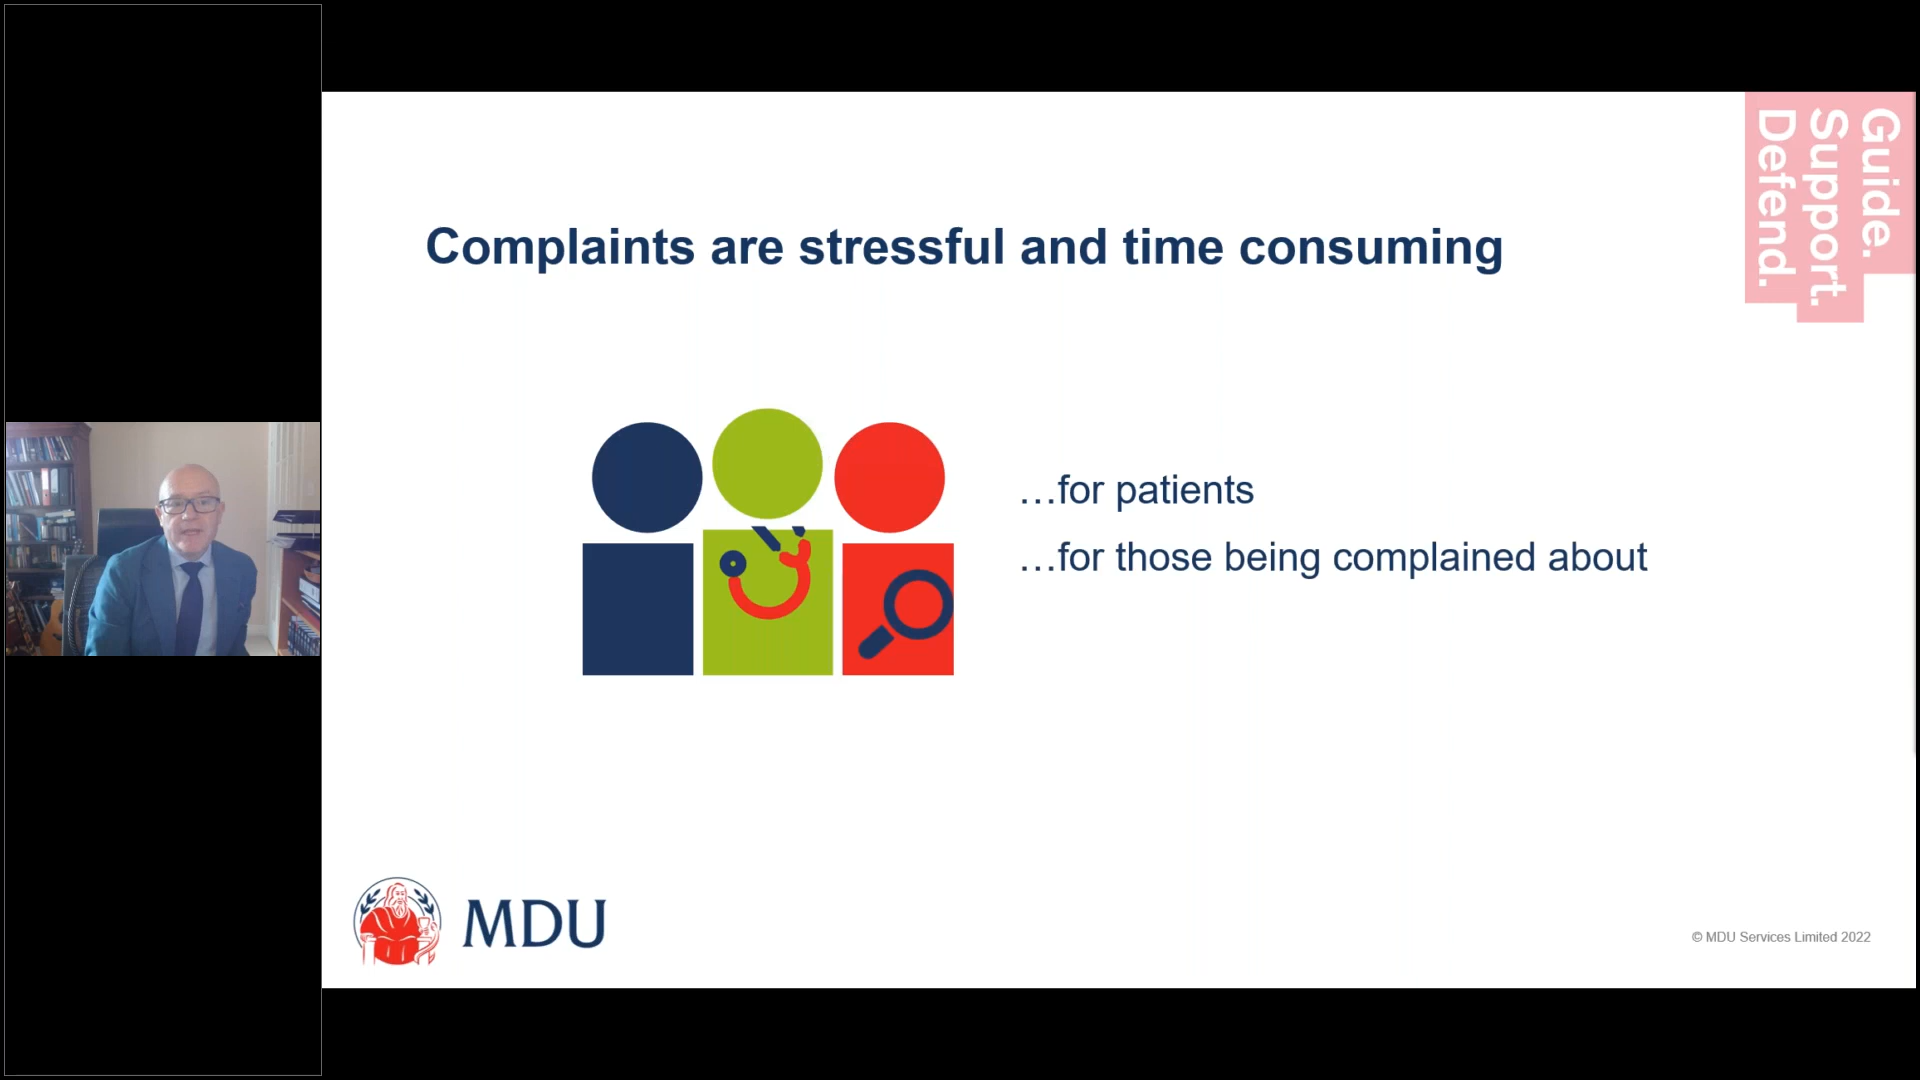 Guide.
Support.
Defend.
Complaints are stressful and time consuming
…for patients
…for those being complained about
MDU
© MDU Services Limited 2022